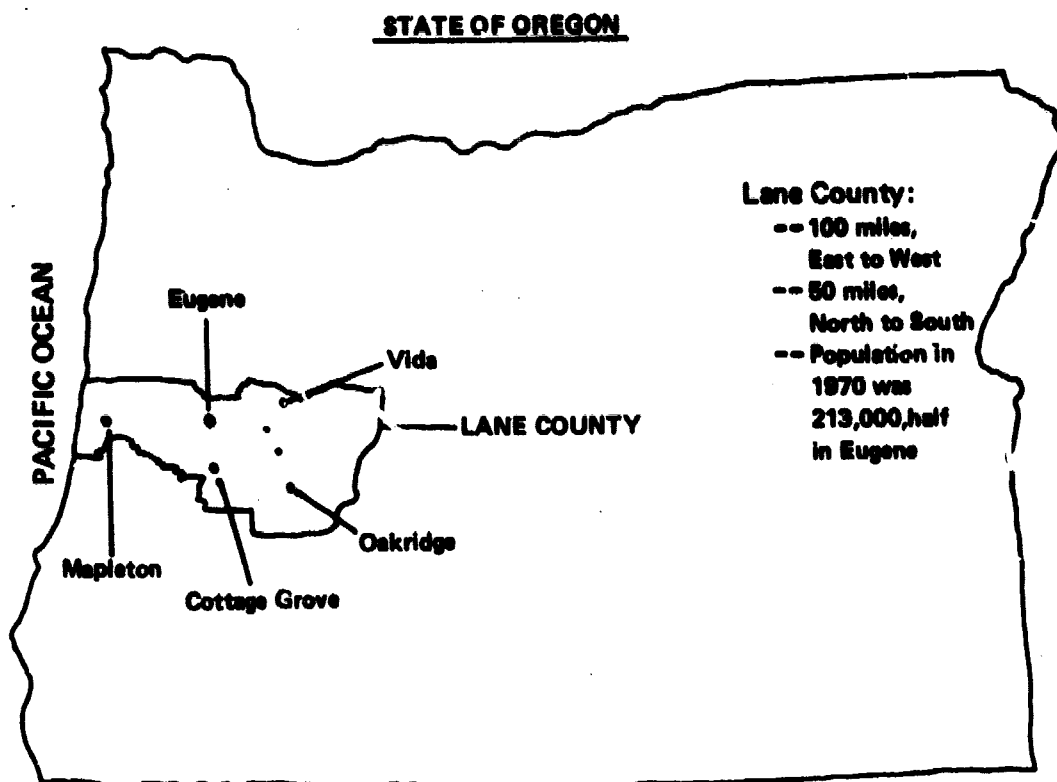 STATE OF OREGON
Lane County:
-- 100 miles,
East to West
-- 50 miles,
North to South
-- Population in
1970 was
213,000,half
in Eugene
PACIFIC OCEAN
Eugene
Vida
LANE COUNTY
Oakridge
Mapleton
Cottage Grove